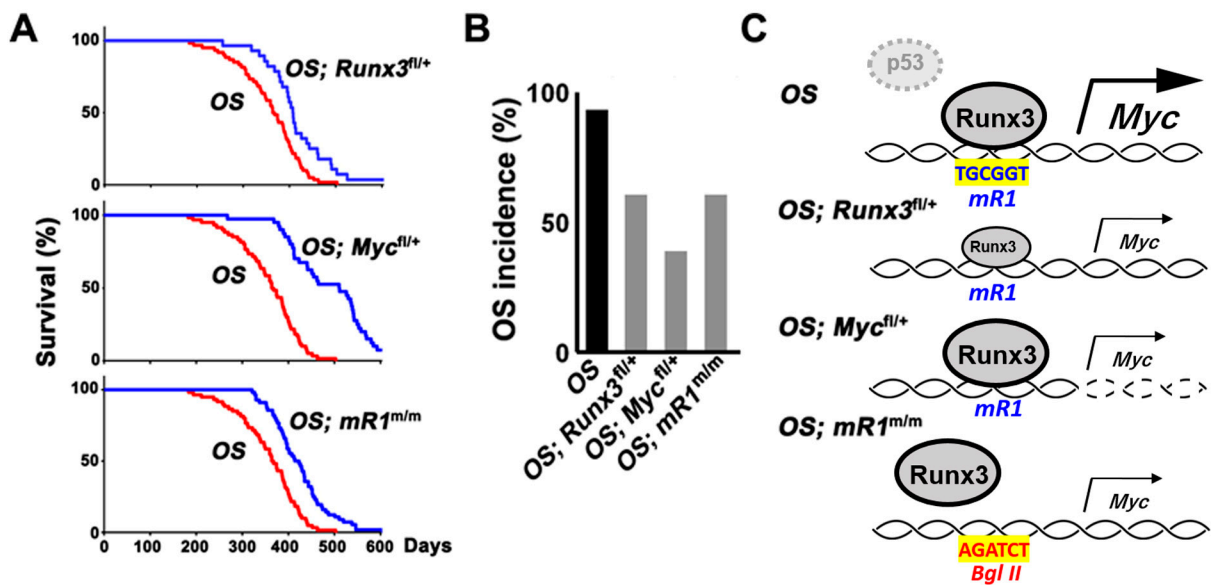 A
Survival (%)
100
50
0
OS; Runx3fl/+
OS
100
50
0
OS; Mycfl/+
OS
100
50
0
OS; mR1m/m
OS
0 100 200 300 400 500 600 Days
B
OS incidence (%)
100
50
0
OS
OS; Runx3fl/+
OS; Mycfl/+
OS; mR1m/m
C
OS
p53
Runx3
Myc
TGCGGT
mR1
OS; Runx3fl/+
Runx3
Myc
mR1
OS; Mycfl/+
Runx3
Myc
mR1
OS; mR1m/m
Runx3
Myc
AGATCT
Bgl II